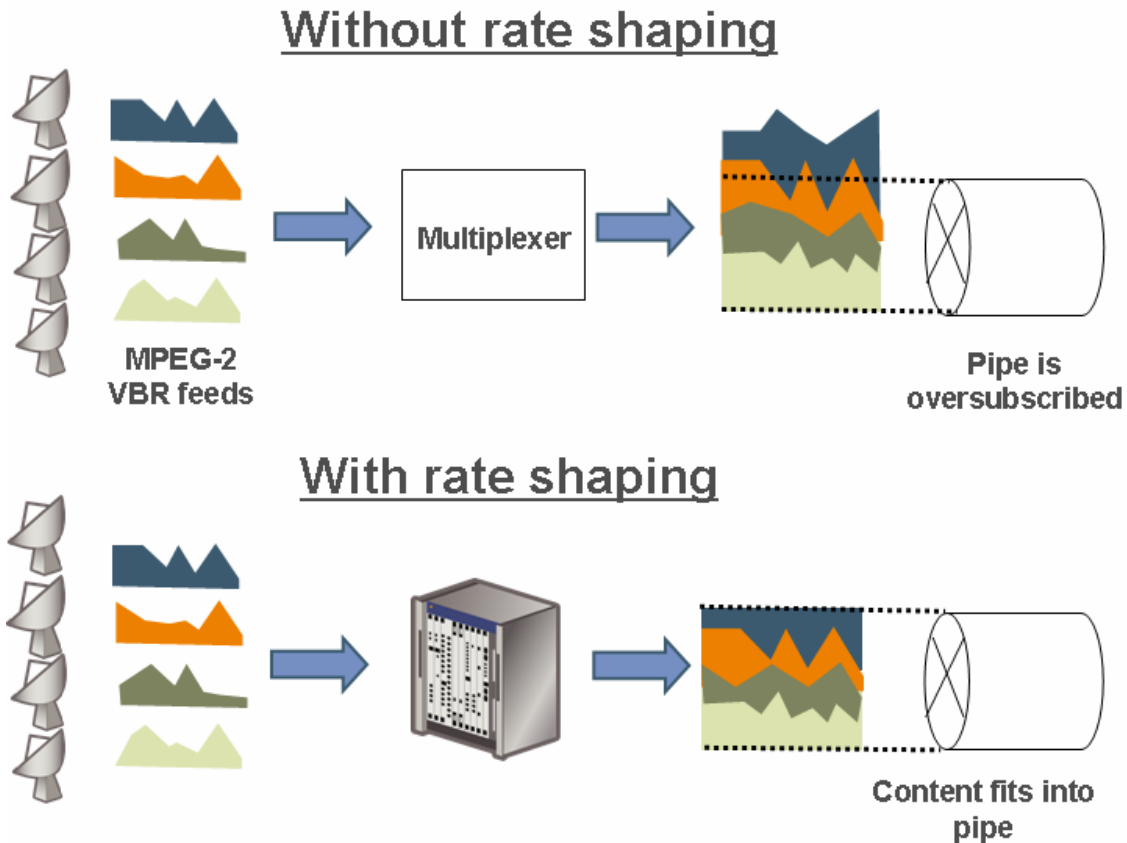 Without rate shaping
Multiplexer
MPEG-2
VBR feeds
Pipe is
oversubscribed
With rate shaping
Content fits into
pipe